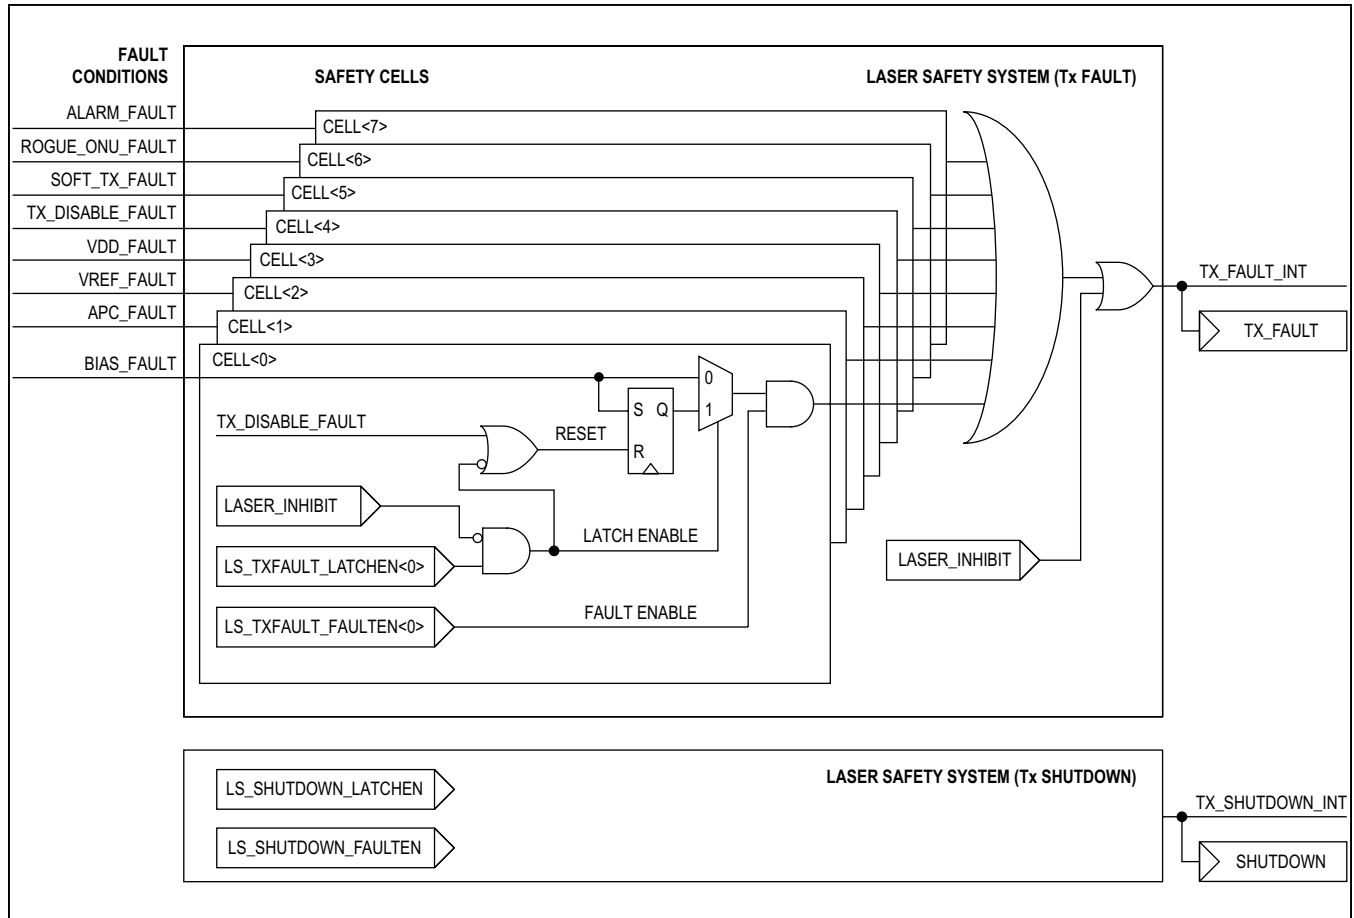 FAULT
CONDITIONS
SAFETY CELLS
LASER SAFETY SYSTEM (Tx FAULT)
ALARM_FAULT
CELL<7>
ROGUE_ONU_FAULT
CELL<6>
SOFT_TX_FAULT
CELL<5>
TX_DISABLE_FAULT
CELL<4>
VDD_FAULT
CELL<3>
VREF_FAULT
CELL<2>
APC_FAULT
CELL<1>
BIAS_FAULT
CELL<0>
TX_FAULT_INT
TX_FAULT
0
1
S Q
R
TX_DISABLE_FAULT
RESET
LASER_INHIBIT
LATCH ENABLE
LS_TXFAULT_LATCHEN<0>
LASER_INHIBIT
FAULT ENABLE
LS_TXFAULT_FAULTEN<0>
LASER SAFETY SYSTEM (Tx SHUTDOWN)
LS_SHUTDOWN_LATCHEN
TX_SHUTDOWN_INT
LS_SHUTDOWN_FAULTEN
SHUTDOWN